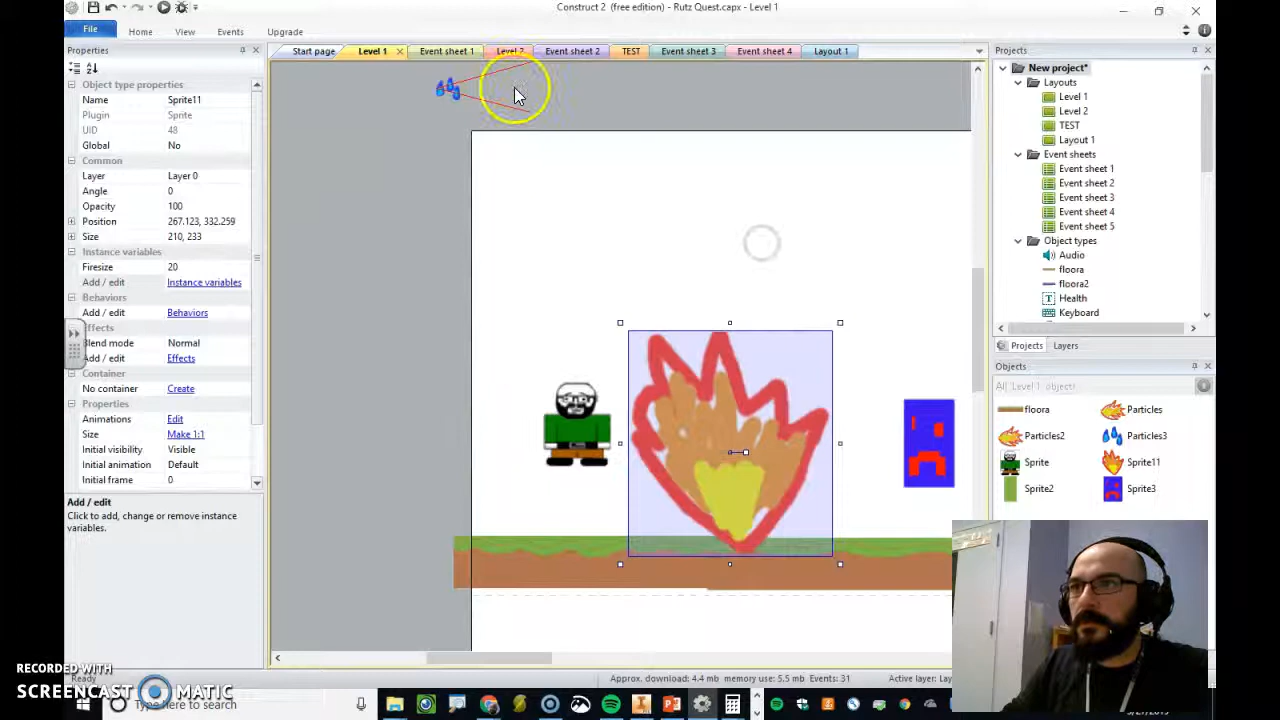 Construct 2 (free edition) - Rutz Quest.capx - Level 1
File
Home
View
Events
Upgrade
Properties
Start page
Level 1
Event sheet 1
Level 2
Event sheet 2
TEST
Event sheet 3
Event sheet 4
Layout 1
Projects
Object type properties
Name Sprite11
Plugin Sprite
UID 48
Global No
Common
Layer Layer 0
Angle 0
Opacity 100
Position 267.123, 332.259
Size 210, 233
Instance variables
Firesize 20
Add / edit Instance variables
Behaviors
Add / edit Behaviors
Effects
Blend mode Normal
Add / edit Effects
Container
No container Create
Properties
Animations Edit
Size Make 1:1
Initial visibility Visible
Initial animation Default
Initial frame 0
Add / edit
Click to add, change or remove instance
variables.
New project*
Layouts
Level 1
Level 2
TEST
Layout 1
Event sheets
Event sheet 1
Event sheet 2
Event sheet 3
Event sheet 4
Event sheet 5
Object types
Audio
floora
floora2
Health
Keyboard
Projects
Layers
Objects
All 'Level 1' objects
floora
Particles
Particles2
Particles3
Sprite
Sprite11
Sprite2
Sprite3
Ready
Approx. download: 4.4 mb
Memory use: 5.5 mb
Events: 31
Active layer: Lay
RECORDED WITH
SCREENCAST MATIC
Type here to search